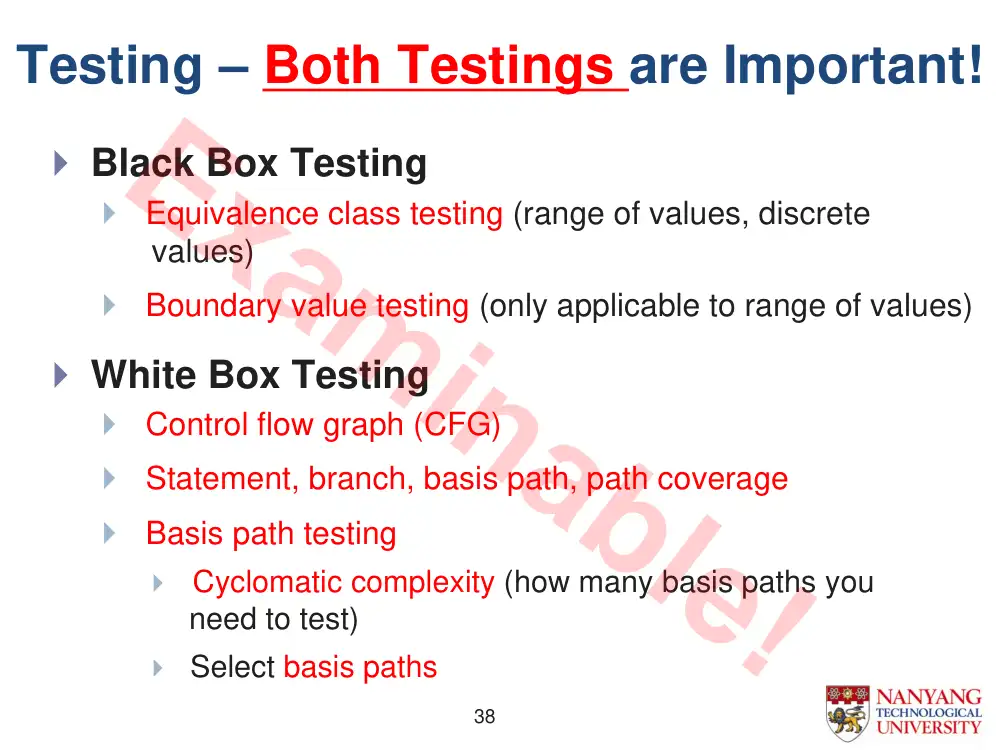 Testing – Both Testings are Important!
Black Box Testing
Equivalence class testing (range of values, discrete
values)
Boundary value testing (only applicable to range of values)
White Box Testing
Control flow graph (CFG)
Statement, branch, basis path, path coverage
Basis path testing
Cyclomatic complexity (how many basis paths you
need to test)
Select basis paths
Examinable!
38
NANYANG
TECHNOLOGICAL
UNIVERSITY